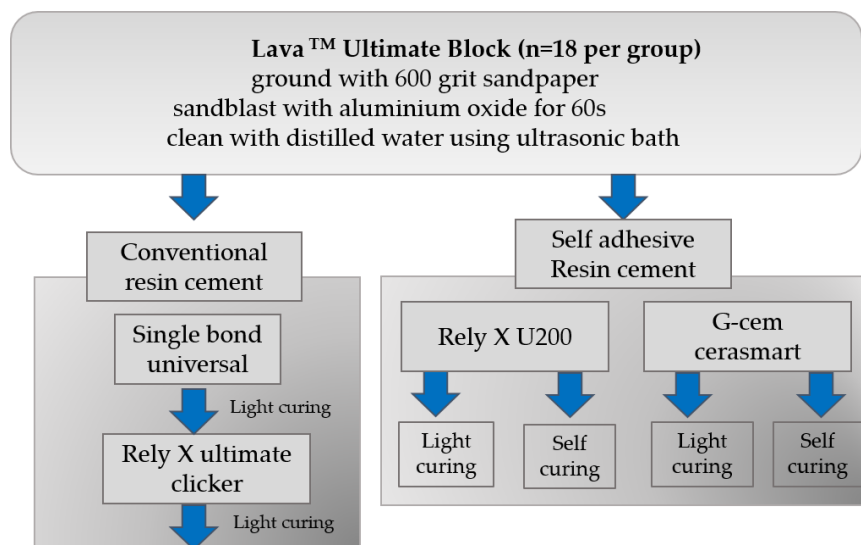 Lava™ Ultimate Block (n=18 per group)
ground with 600 grit sandpaper
sandblast with aluminium oxide for 60s
clean with distilled water using ultrasonic bath
Conventional
resin cement
Single bond
universal
Light curing
Rely X ultimate
clicker
Light curing
Self adhesive
Resin cement
Rely X U200
G-cem
cerasmart
Light
curing
Self
curing
Light
curing
Self
curing